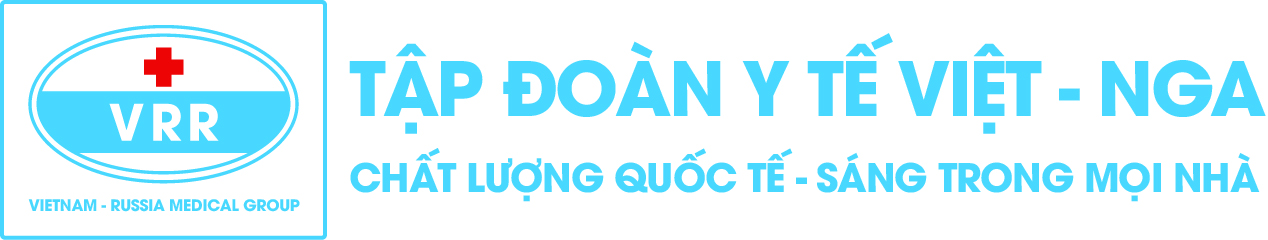 VRR
VIETNAM - RUSSIA MEDICAL GROUP
TẬP ĐOÀN Y TẾ VIỆT - NGA
CHẤT LƯỢNG QUỐC TẾ - SÁNG TRONG MỌI NHÀ